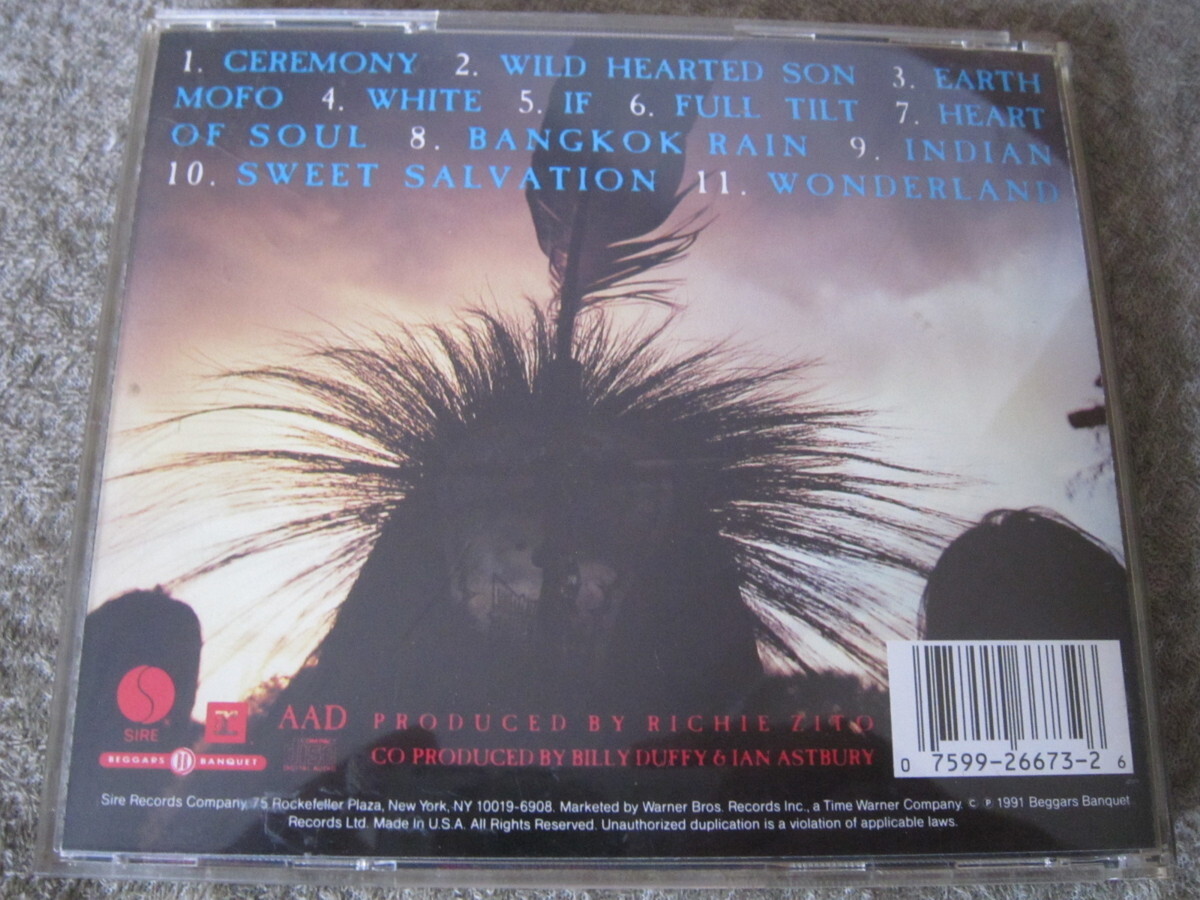 1. CEREMONY 2. WILD HEARTED SON 3. EARTH
MOFO 4. WHITE 5. IF 6. FULL TILT 7. HEART
OF SOUL 8. BANGKOK RAIN 9. INDIAN
10. SWEET SALVATION 11. WONDERLAND
SIRE
BEGGARS BANQUET
AAD
PRODUCED BY RICHIE ZITO
CO PRODUCED BY BILLY DUFFY & IAN ASTBURY
0 7599-26673-2 6
Sire Records Company 75 Rockefeller Plaza, New York, NY 10019-6908. Marketed by Warner Bros. Records Inc., a Time Warner Company. © ℗ 1991 Beggars Banquet
Records Ltd. Made in U.S.A. All Rights Reserved. Unauthorized duplication is a violation of applicable laws.